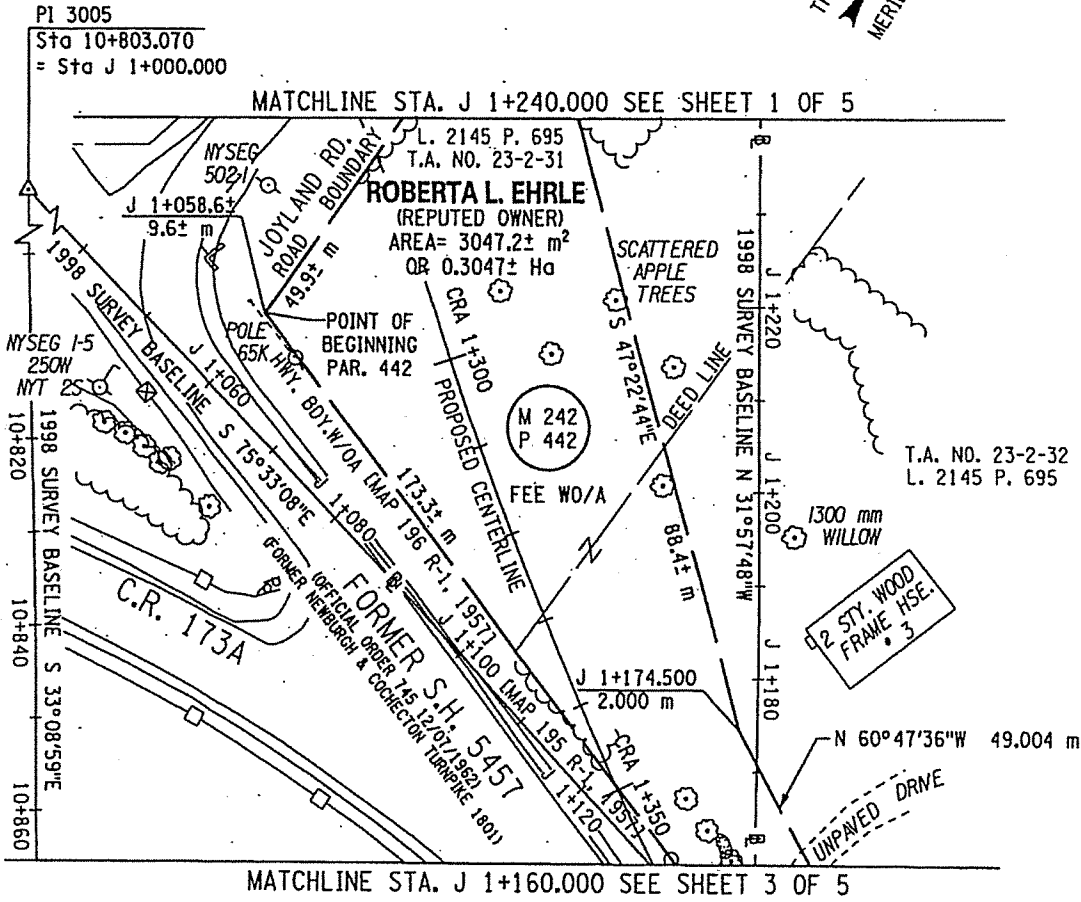 PI 3005
Sta 10+803.070
= Sta J 1+000.000
MATCHLINE STA. J 1+240.000 SEE SHEET 1 OF 5
L. 2145 P. 695
T.A. NO. 23-2-31
ROBERTA L. EHRLE
(REPUTED OWNER)
AREA= 3047.2± m²
OR 0.3047± Ha
NYSEG
502-1
JOYLAND RD.
ROAD BOUNDARY
49.9± m
J 1+058.6±
9.6± m
POINT OF
BEGINNING
PAR. 442
POLE
65K
HWY. BDY. W/OA [MAP 196 R-1, 1957]
173.3± m
CRA 1+300
PROPOSED CENTERLINE
M 242
P 442
FEE WO/A
SCATTERED
APPLE
TREES
S 47°22'44"E
88.4± m
DEED LINE
1998 SURVEY BASELINE N 31°57'48"W
J 1+220
J 1+200
J 1+180
T.A. NO. 23-2-32
L. 2145 P. 695
1300 mm
WILLOW
2 STY. WOOD
FRAME HSE.
3
J 1+174.500
2.000 m
N 60°47'36"W 49.004 m
UNPAVED DRIVE
1998 SURVEY BASELINE S 75°33'08"E
J 1+060
1+080
J 1+100 [MAP 195 R-1, 1957]
1+120
CRA 1+350
NYSEG 1-5
250W
NYT 2S
10+820
10+840
10+860
1998 SURVEY BASELINE S 33°08'59"E
C.R. 173A
FORMER S.H. 5457
(OFFICIAL ORDER 745 12/07/1962)
(FORMER NEWBURGH & COCHECTON TURNPIKE 1801)
MATCHLINE STA. J 1+160.000 SEE SHEET 3 OF 5